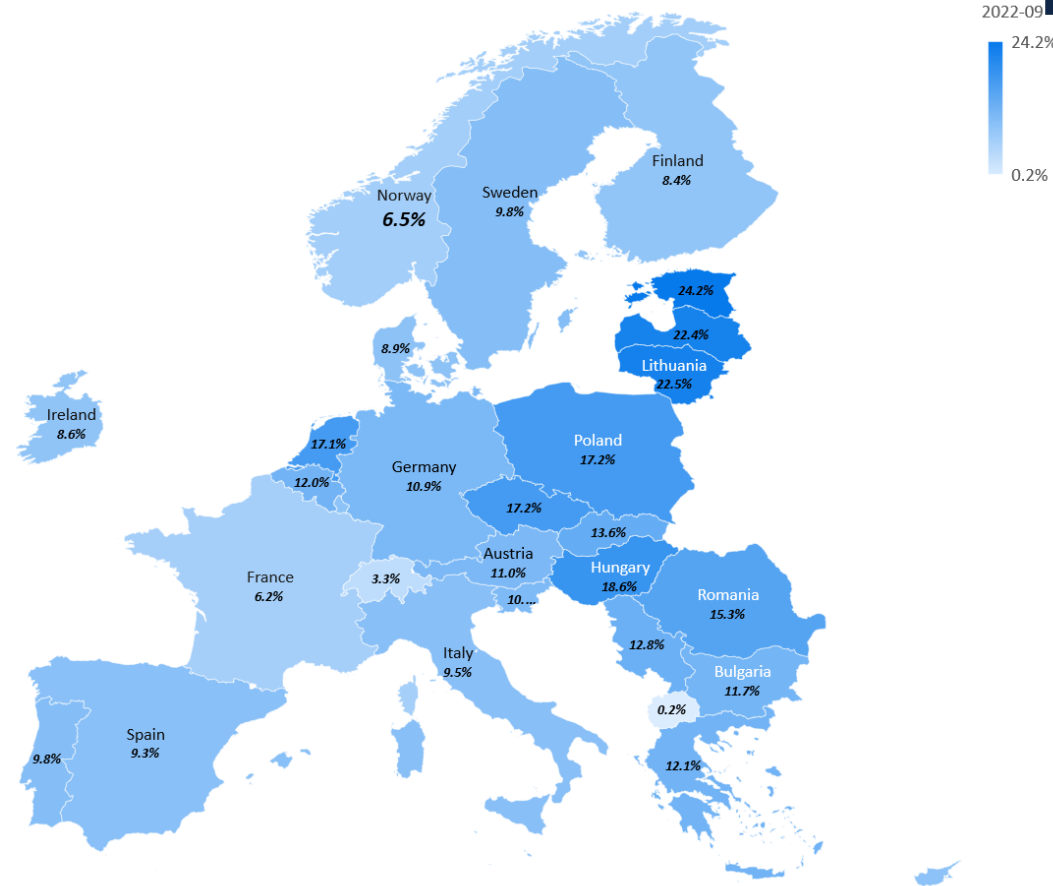 2022-09
24.2%
0.2%
Finland
8.4%
Norway
6.5%
Sweden
9.8%
24.2%
22.4%
Lithuania
22.5%
8.9%
Ireland
8.6%
17.1%
12.0%
Germany
10.9%
Poland
17.2%
17.2%
13.6%
Austria
11.0%
Hungary
18.6%
10....
France
6.2%
3.3%
Romania
15.3%
12.8%
Italy
9.5%
Bulgaria
11.7%
0.2%
12.1%
Spain
9.3%
9.8%